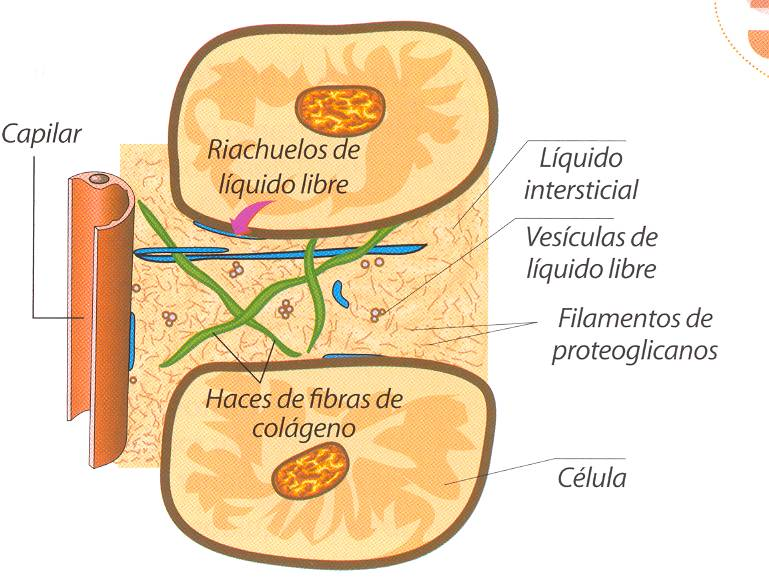 Capilar
Riachuelos de
líquido libre
Líquido
intersticial
Vesículas de
líquido libre
Filamentos de
proteoglicanos
Haces de fibras de
colágeno
Célula